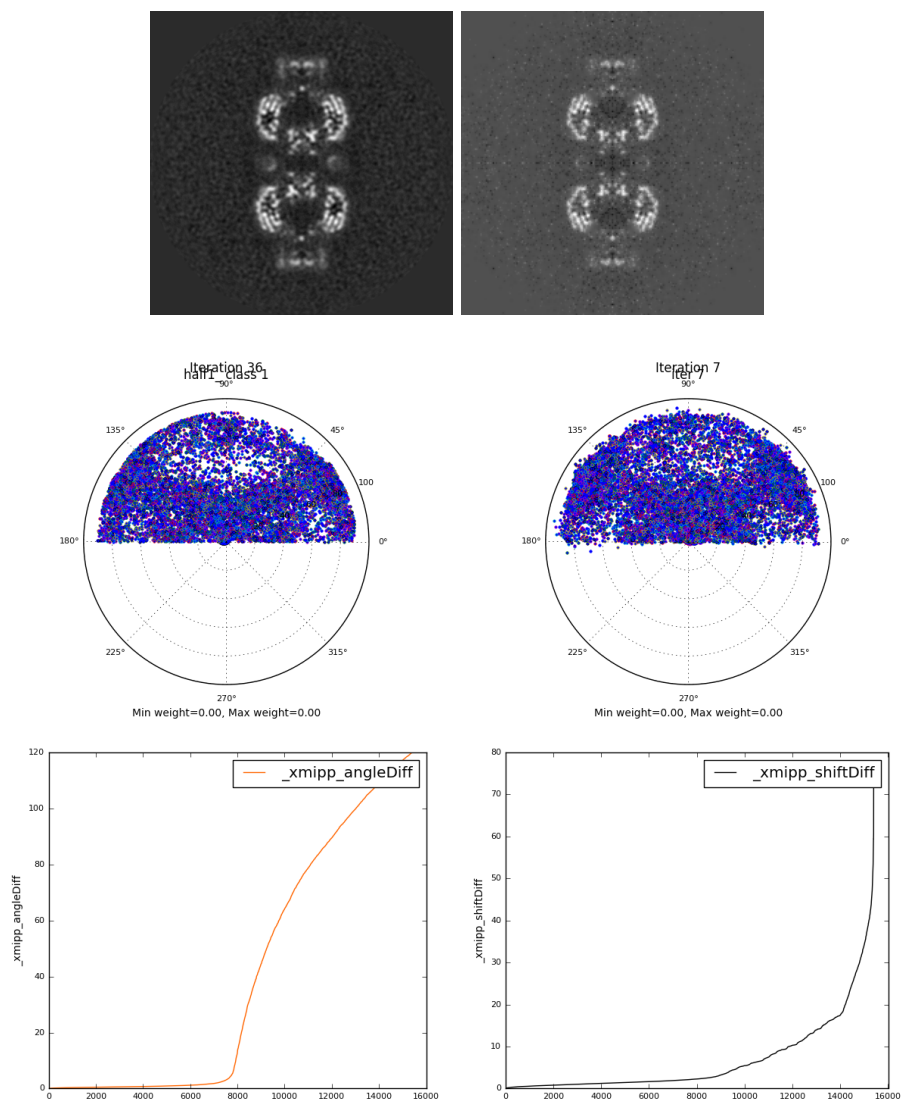 Iteration 36
half1_ class 1
90°
135°
45°
100
180°
0°
225°
315°
270°
Min weight=0.00, Max weight=0.00
Iteration 7
iter 7
90°
135°
45°
100
180°
0°
225°
315°
270°
Min weight=0.00, Max weight=0.00
_xmipp_angleDiff
120
100
80
60
40
20
0
_xmipp_angleDiff
0 2000 4000 6000 8000 10000 12000 14000 16000
_xmipp_shiftDiff
80
70
60
50
40
30
20
10
0
_xmipp_shiftDiff
0 2000 4000 6000 8000 10000 12000 14000 16000